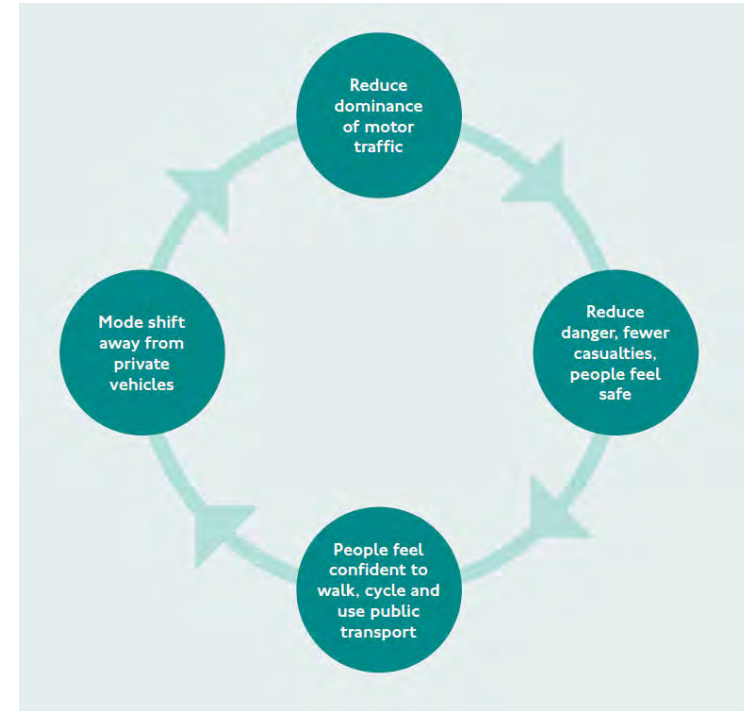 Reduce
dominance
of motor
traffic
Reduce
danger, fewer
casualties,
people feel
safe
People feel
confident to
walk, cycle and
use public
transport
Mode shift
away from
private
vehicles